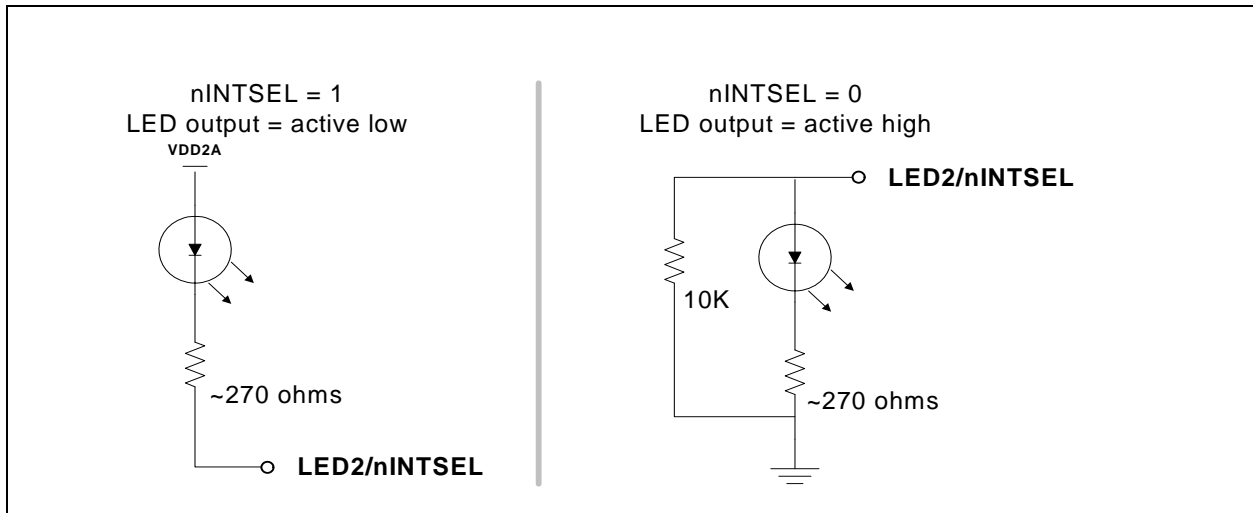 nINTSEL = 1
LED output = active low
VDD2A
~270 ohms
LED2/nINTSEL
nINTSEL = 0
LED output = active high
LED2/nINTSEL
10K
~270 ohms